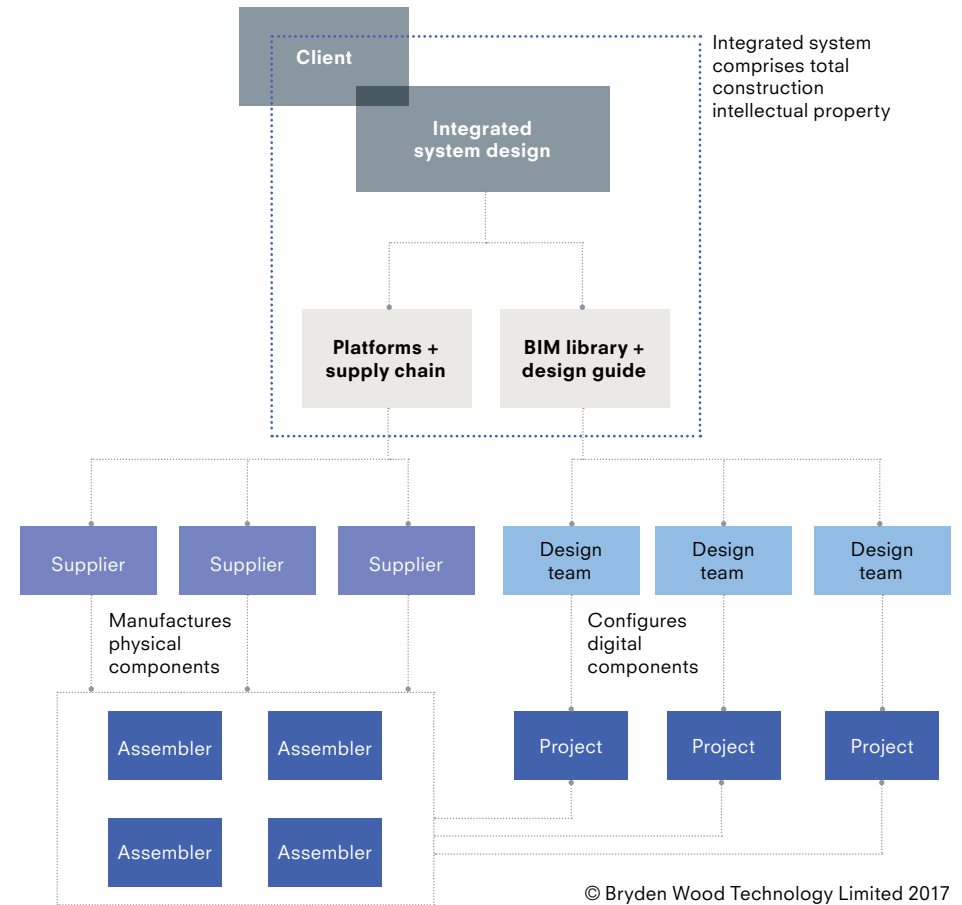 Client
Integrated system
comprises total
construction
intellectual property
Integrated
system design
Platforms +
supply chain
BIM library +
design guide
Supplier
Supplier
Supplier
Design
team
Design
team
Design
team
Manufactures
physical
components
Configures
digital
components
Assembler
Assembler
Project
Project
Project
Assembler
Assembler
© Bryden Wood Technology Limited 2017